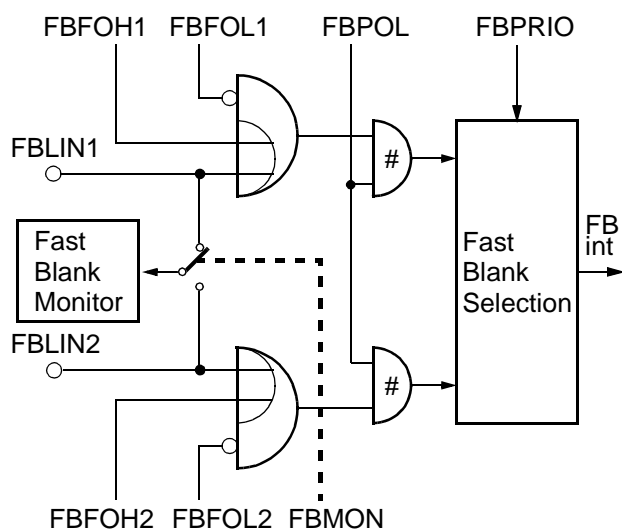 FBFOH1 FBFOL1 FBPOL FBPRIO
FBLIN1
#
Fast
Blank
Monitor
Fast
Blank
Selection
FB
int
FBLIN2
#
FBFOH2 FBFOL2 FBMON